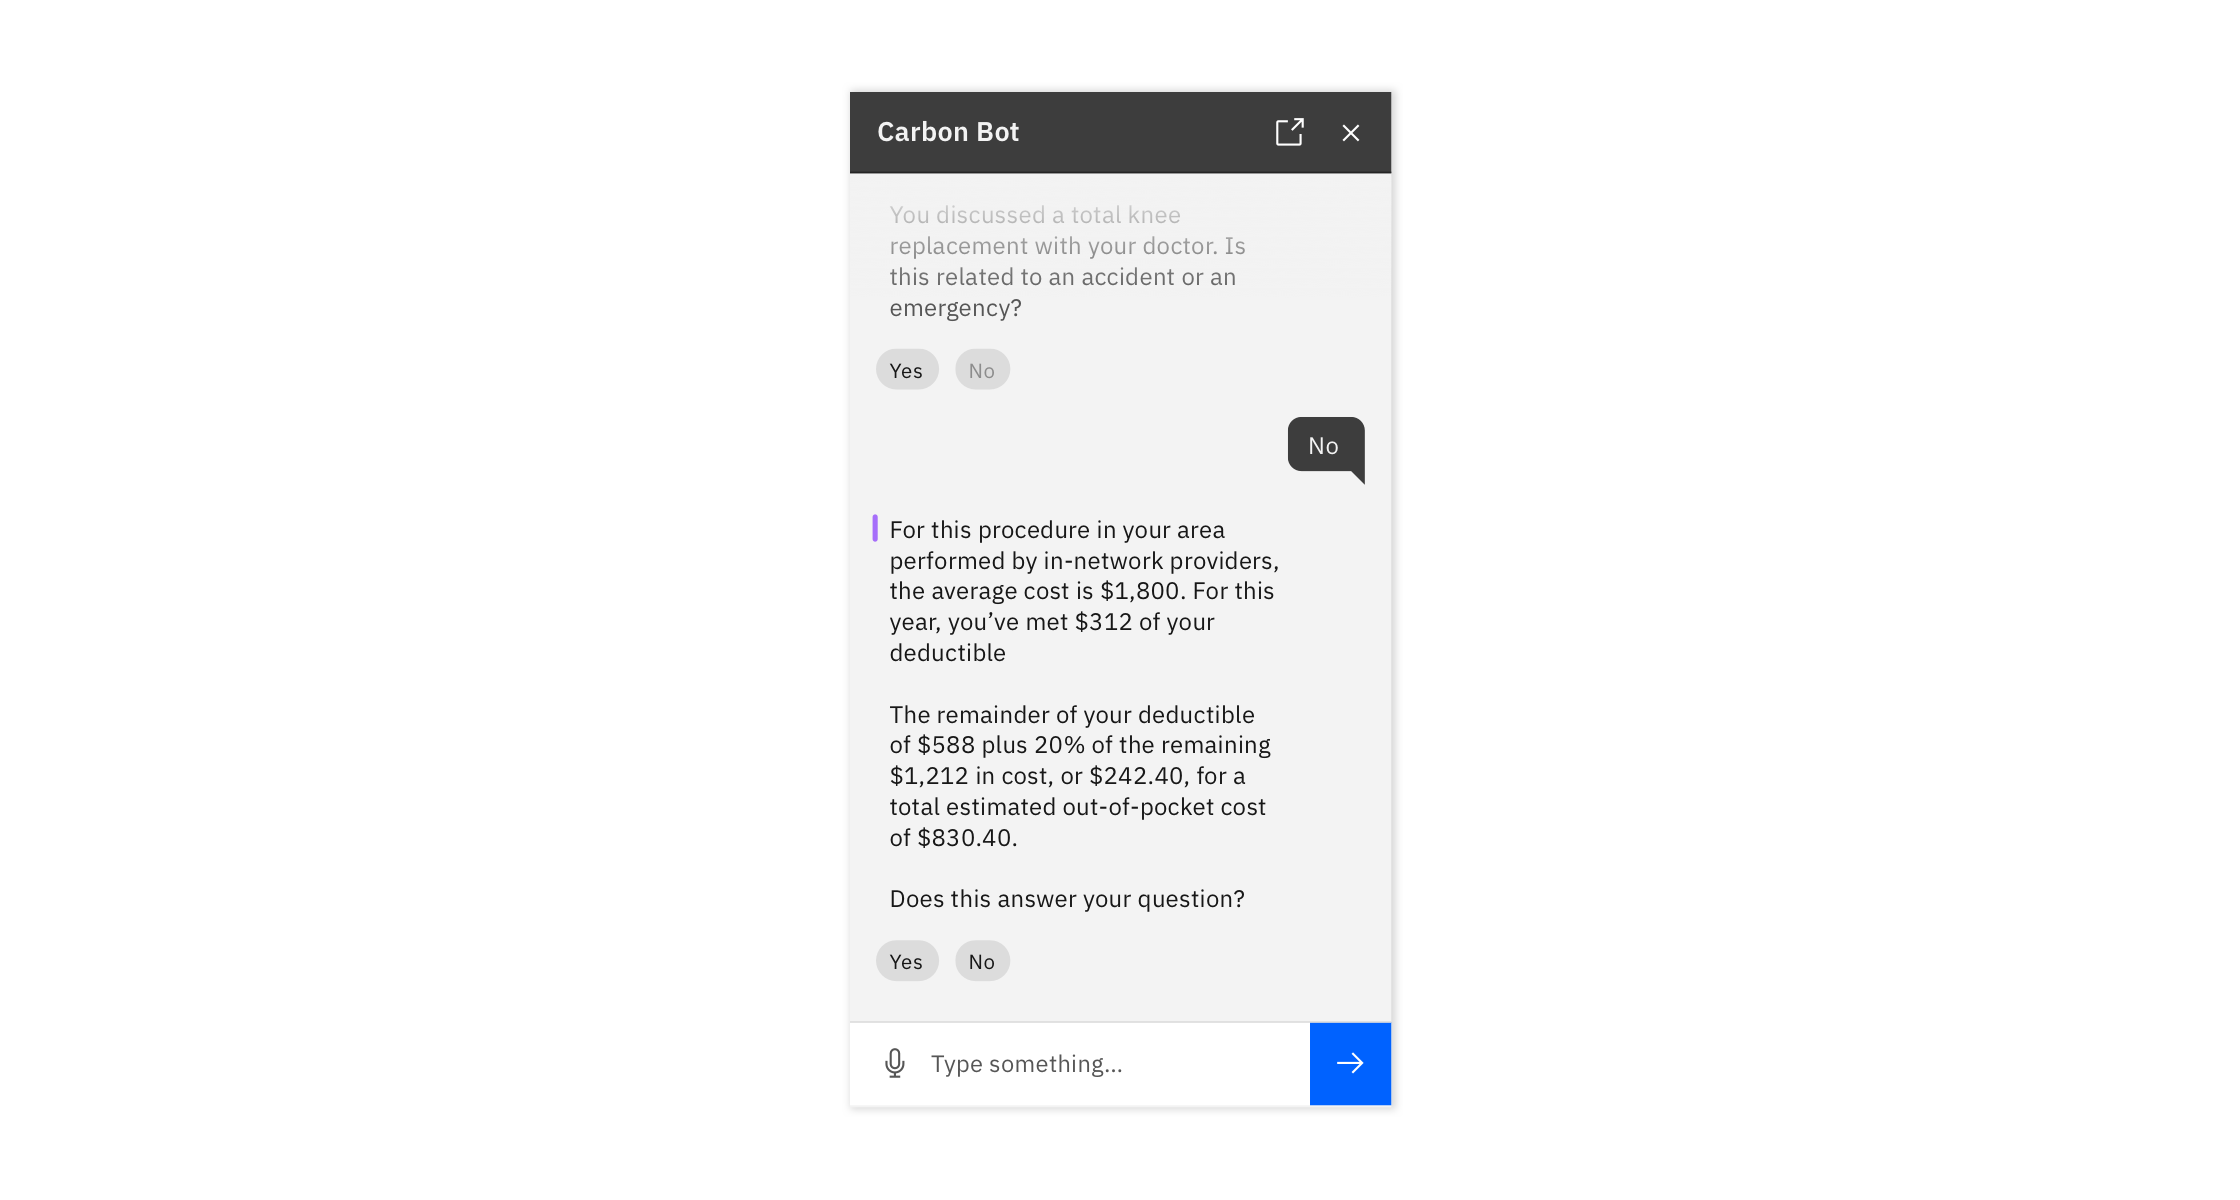 Carbon Bot
You discussed a total knee
replacement with your doctor. Is
this related to an accident or an
emergency?
Yes No
No
For this procedure in your area
performed by in-network providers,
the average cost is $1,800. For this
year, you’ve met $312 of your
deductible
The remainder of your deductible
of $588 plus 20% of the remaining
$1,212 in cost, or $242.40, for a
total estimated out-of-pocket cost
of $830.40.
Does this answer your question?
Yes No
Type something...